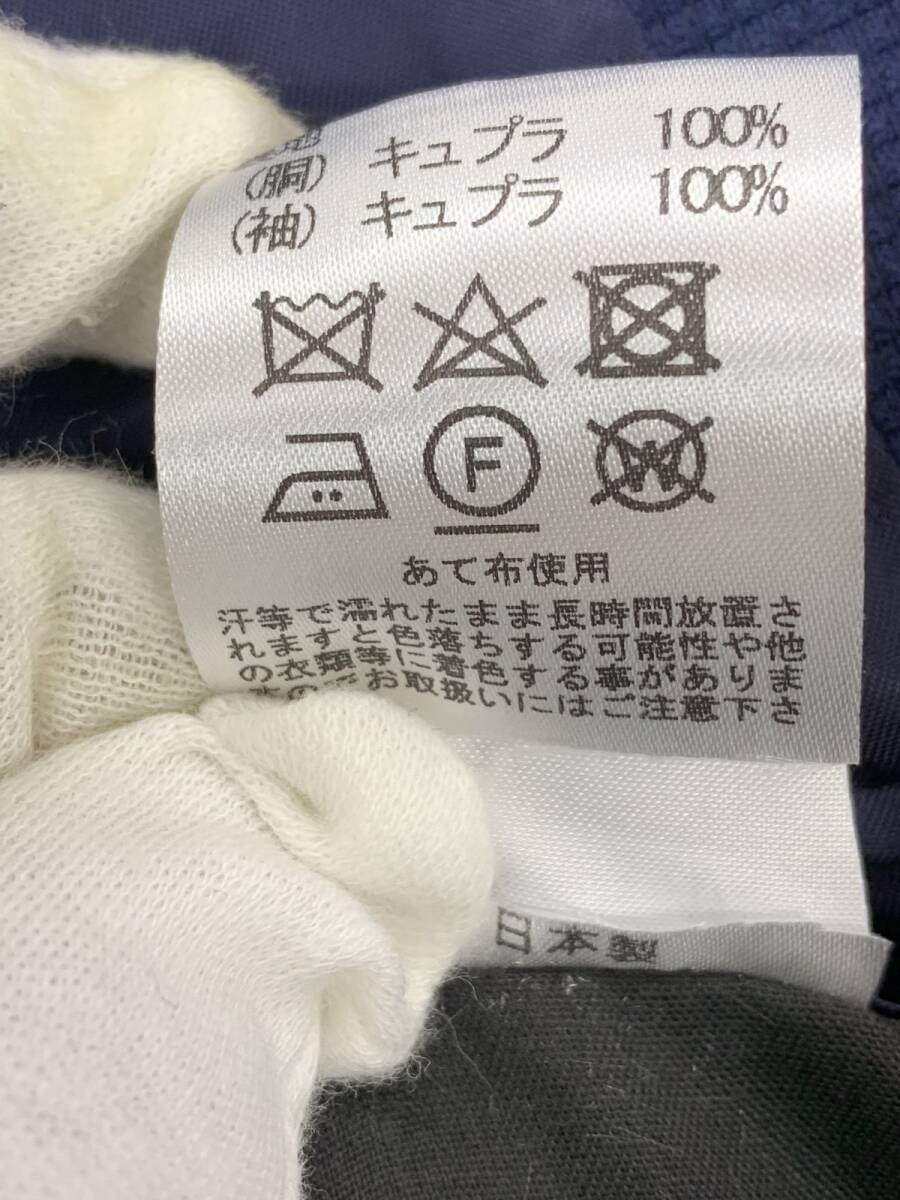 (胴) キュプラ 100%
(袖) キュプラ 100%
F
W
あて布使用
汗等で濡れたまま長時間放置さ
れますと色落ちする可能性や他
の衣類等に着色する事がありま
すのでお取扱いにはご注意下さ
日本製